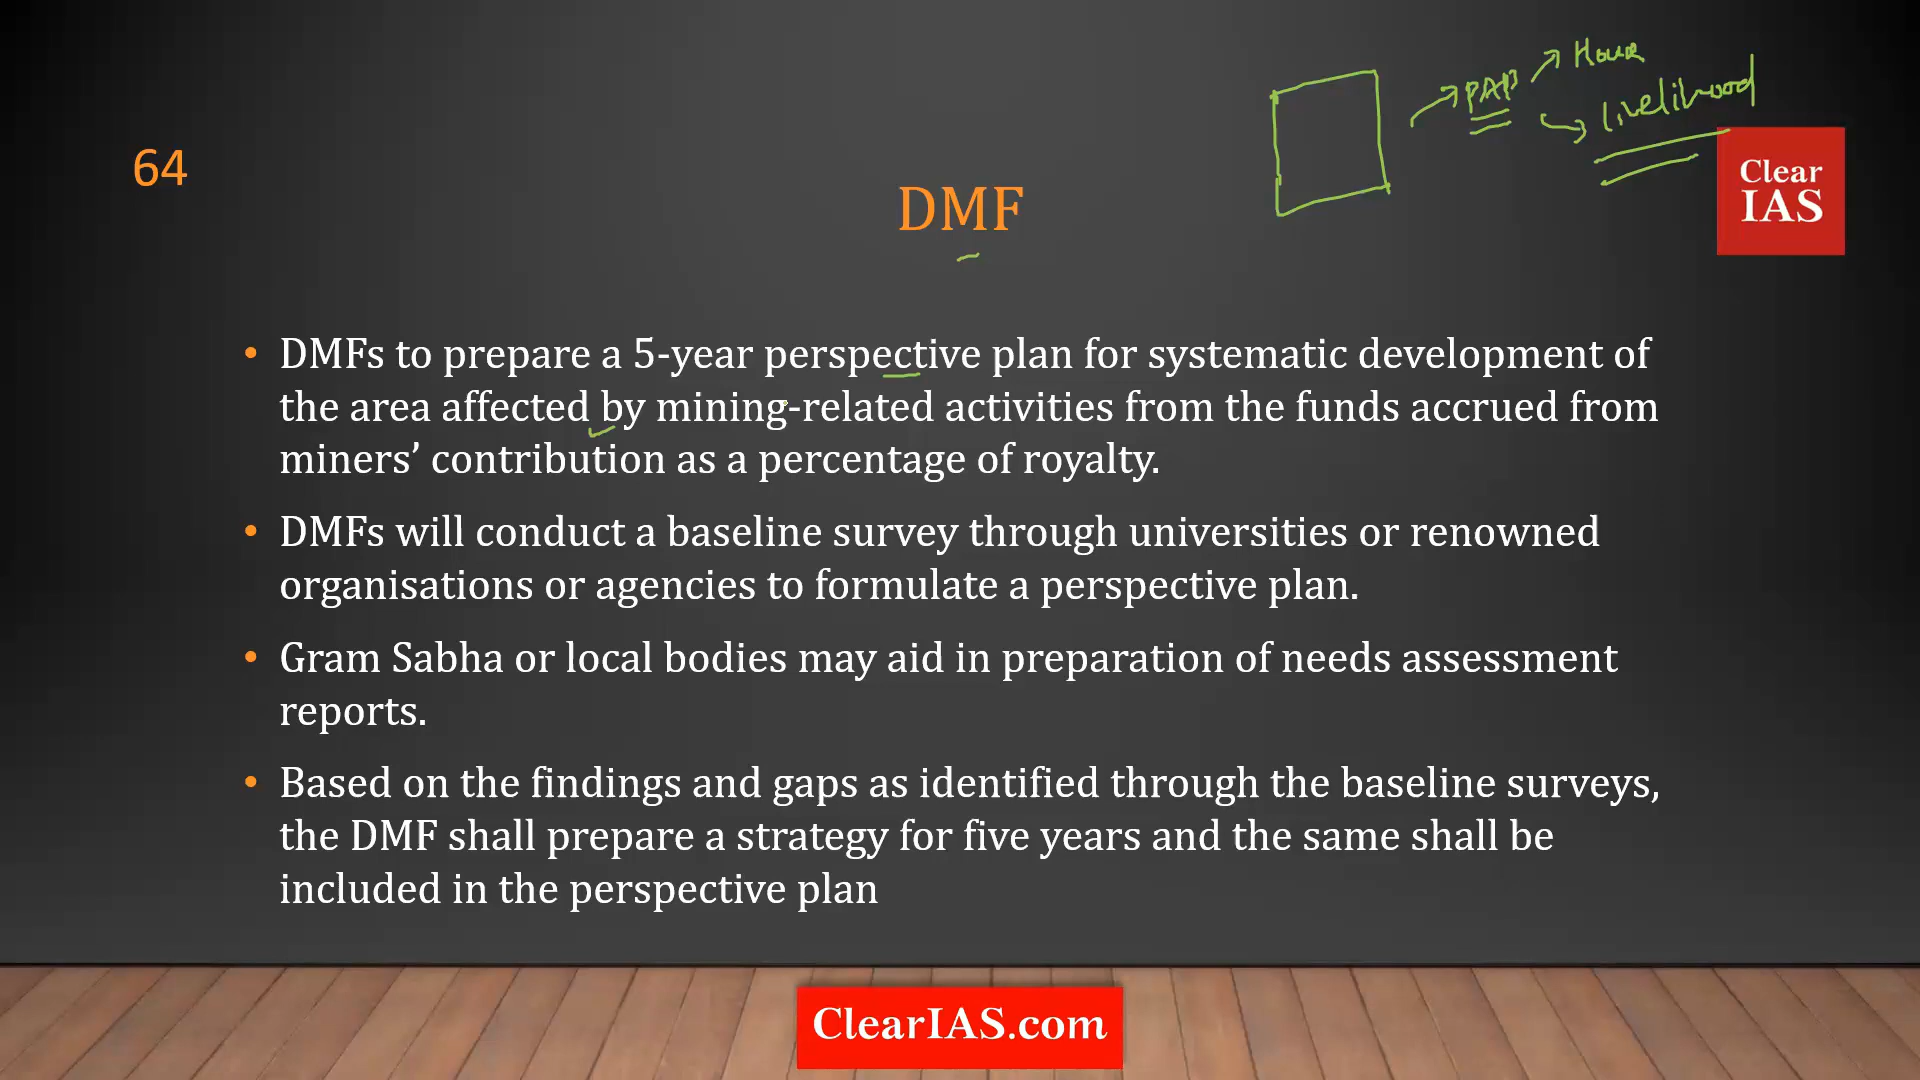 House
PAP
Livelihood
64
Clear
IAS
DMF
• DMFs to prepare a 5-year perspective plan for systematic development of
the area affected by mining-related activities from the funds accrued from
miners’ contribution as a percentage of royalty.
• DMFs will conduct a baseline survey through universities or renowned
organisations or agencies to formulate a perspective plan.
• Gram Sabha or local bodies may aid in preparation of needs assessment
reports.
• Based on the findings and gaps as identified through the baseline surveys,
the DMF shall prepare a strategy for five years and the same shall be
included in the perspective plan
ClearIAS.com